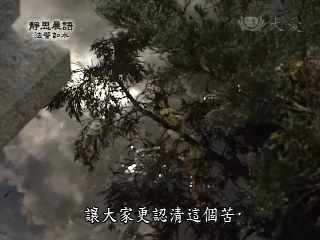 靜思晨語
法譬如水
大愛
讓大家更認清這個苦